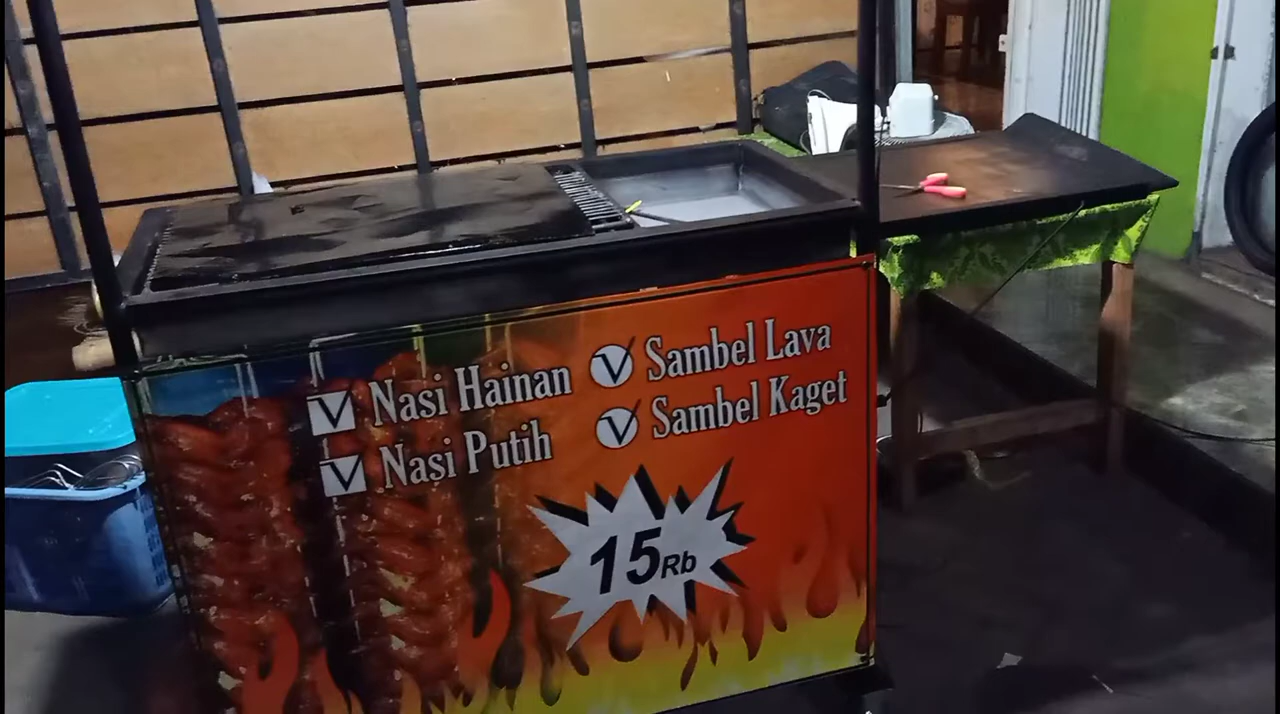 Nasi Hainan
Nasi Putih
Sambel Lava
Sambel Kaget
15Rb